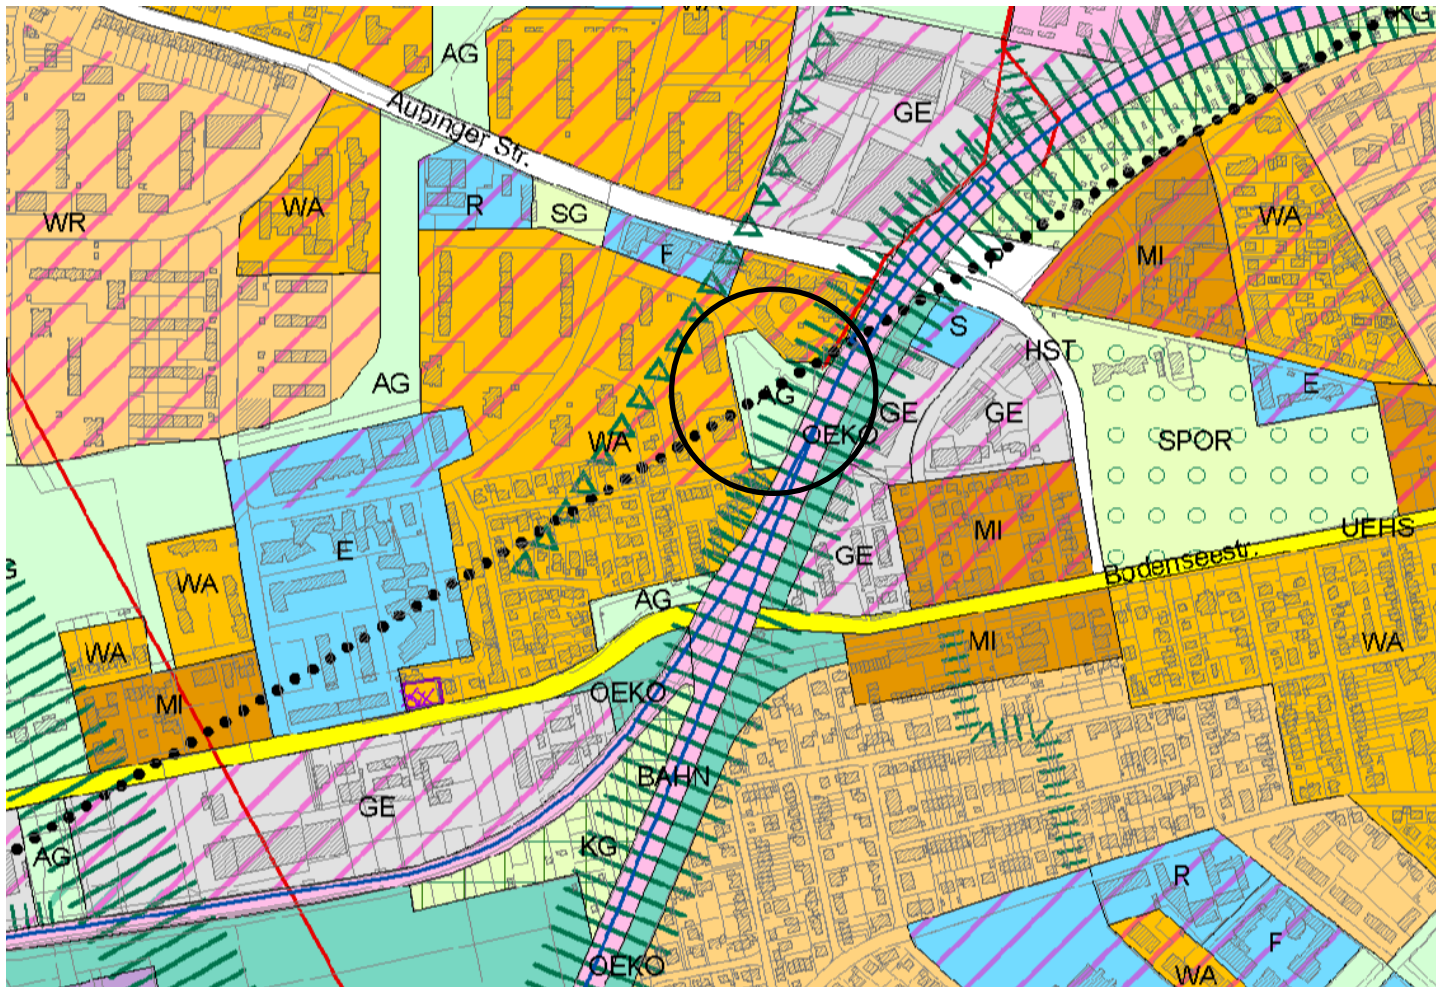 WA
KG
AG
Aubinger Str.
GE
WR
WA
R
SG
F
MI
WA
S
HST
E
AG
AG
WA
OEKO
GE
GE
SPOR
UEHS
Bodenseestr.
E
WA
GE
MI
AG
WA
MI
WA
MI
OEKO
BAHN
GE
KG
AG
R
F
OEKO
WA